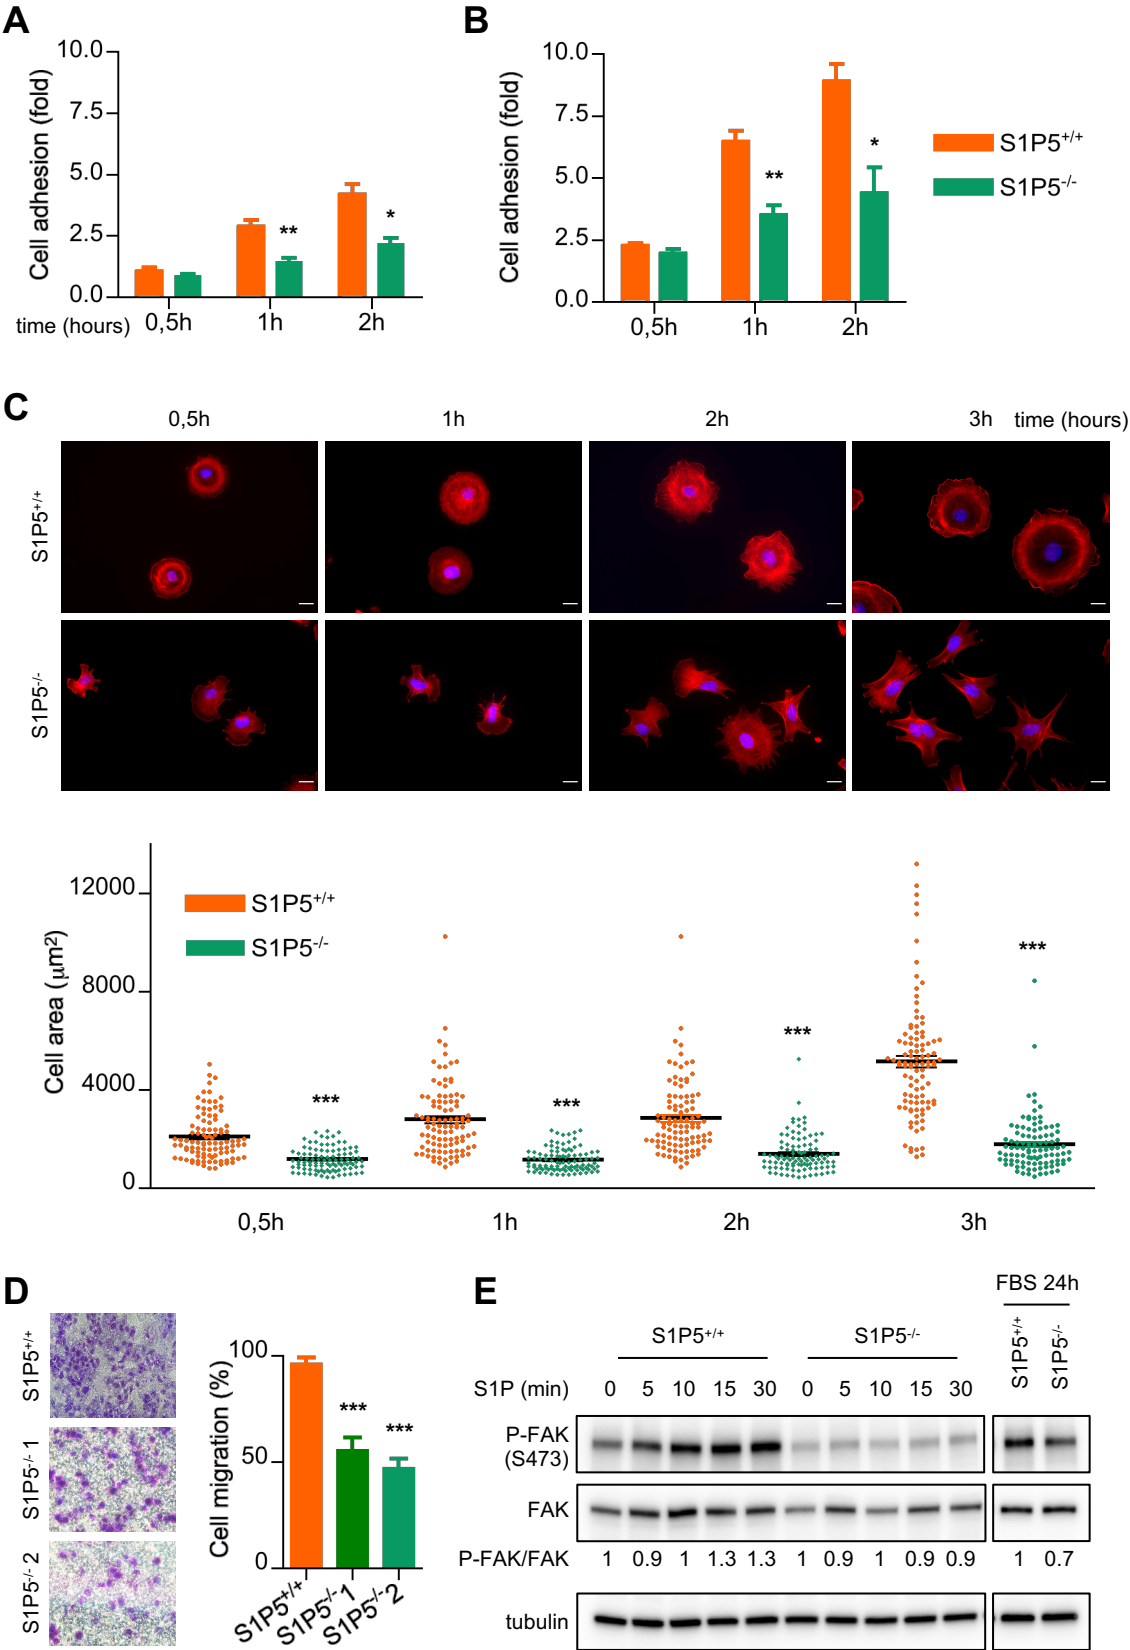 A
10.0
7.5
5.0
2.5
0.0
Cell adhesion (fold)
**
*
time (hours)
0,5h 1h 2h
B
10.0
7.5
5.0
2.5
0.0
Cell adhesion (fold)
**
*
0,5h 1h 2h
S1P5+/+
S1P5-/-
C
0,5h 1h 2h 3h time (hours)
S1P5+/+
S1P5-/-
12000
8000
4000
0
Cell area (μm2)
S1P5+/+
S1P5-/-
***
***
***
***
0,5h 1h 2h 3h
D
S1P5+/+
S1P5-/- 1
S1P5-/- 2
100
50
0
Cell migration (%)
***
***
S1P5+/+
S1P5-/-1
S1P5-/-2
E
FBS 24h
S1P5+/+ S1P5-/-
S1P5+/+ S1P5-/-
S1P (min) 0 5 10 15 30 0 5 10 15 30
P-FAK
(S473)
FAK
P-FAK/FAK 1 0.9 1 1.3 1.3 1 0.9 1 0.9 0.9 1 0.7
tubulin